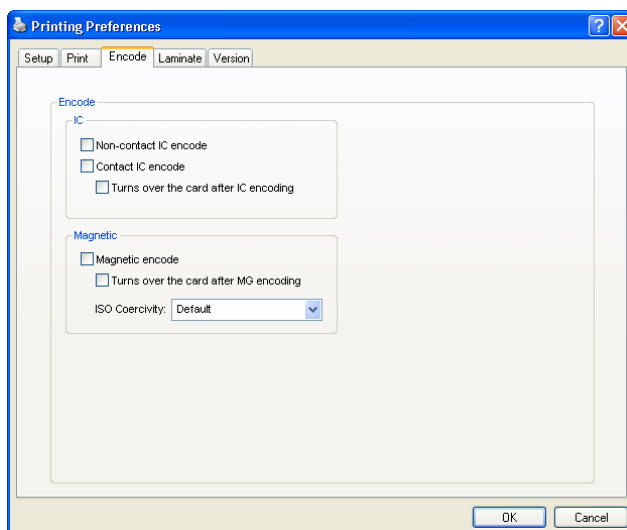 Printing Preferences
Setup Print Encode Laminate Version
Encode
IC
Non-contact IC encode
Contact IC encode
Turns over the card after IC encoding
Magnetic
Magnetic encode
Turns over the card after MG encoding
ISO Coercivity: Default
OK Cancel